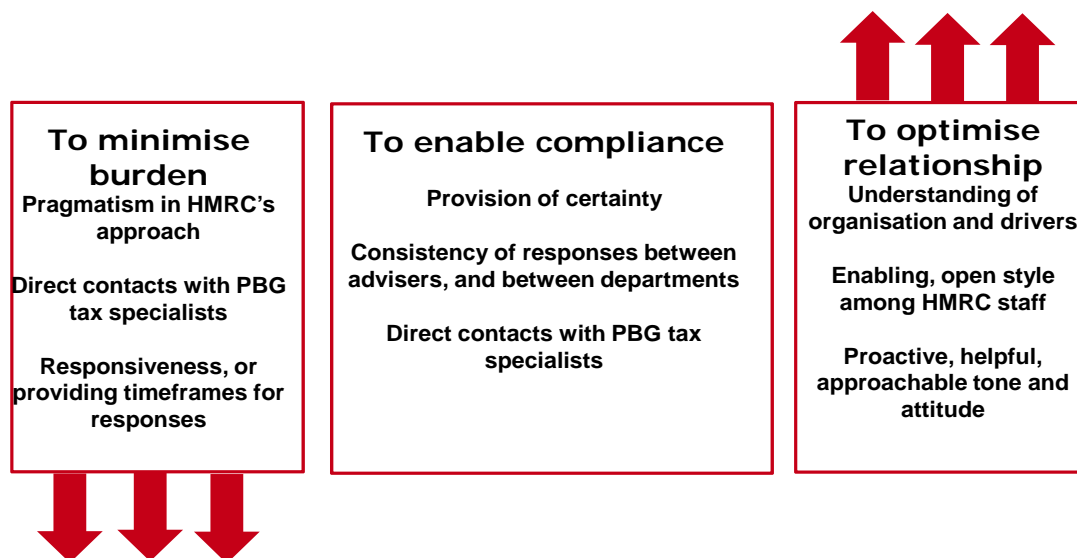 To minimise
burden
Pragmatism in HMRC's
approach
Direct contacts with PBG
tax specialists
Responsiveness, or
providing timeframes for
responses
To enable compliance
Provision of certainty
Consistency of responses between
advisers, and between departments
Direct contacts with PBG tax
specialists
To optimise
relationship
Understanding of
organisation and drivers
Enabling, open style
among HMRC staff
Proactive, helpful,
approachable tone and
attitude